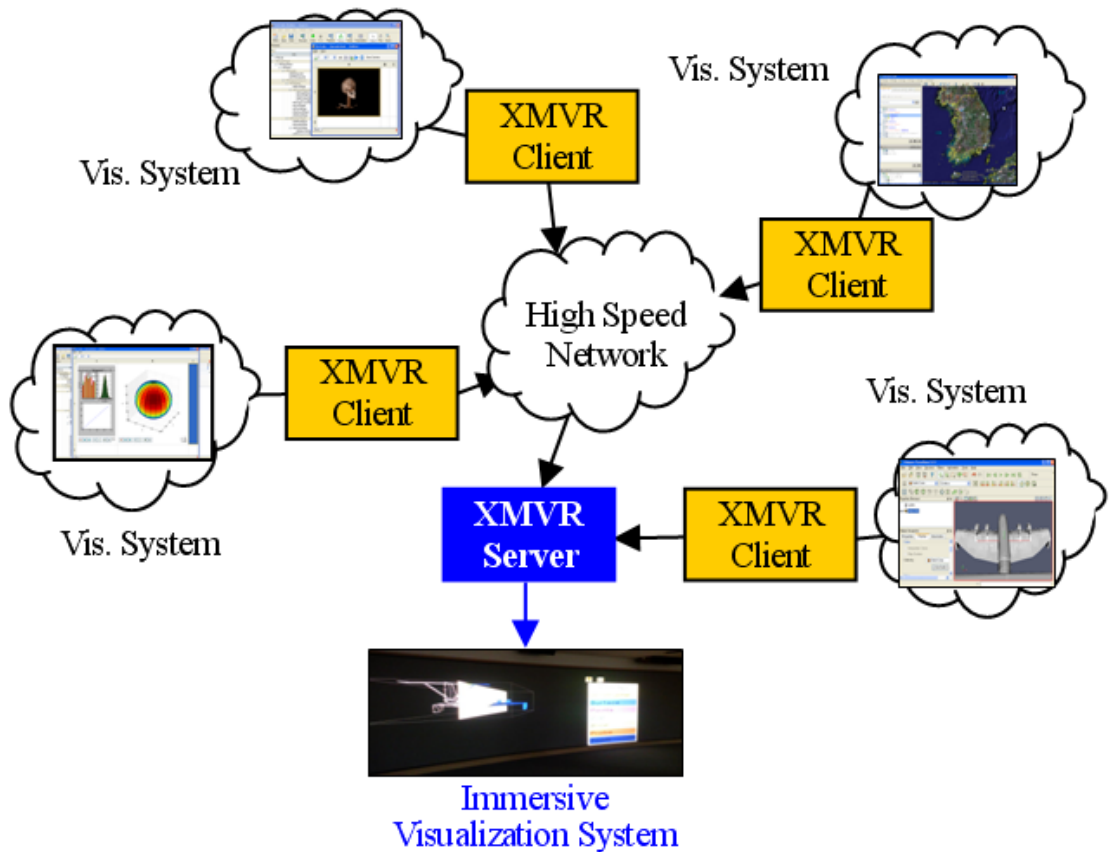 XMVR
Client
Vis. System
Vis. System
XMVR
Client
High Speed
Network
XMVR
Client
Vis. System
Vis. System
XMVR
Server
XMVR
Client
Immersive
Visualization System